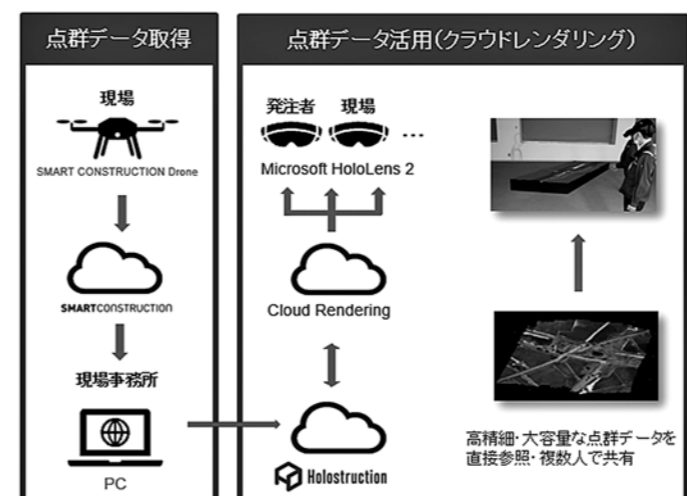 点群データ取得
現場
SMART CONSTRUCTION Drone
SMARTCONSTRUCTION
現場事務所
PC
点群データ活用(クラウドレンダリング)
発注者 現場
...
Microsoft HoloLens 2
Cloud Rendering
Holostruction
高精細・大容量な点群データを
直接参照・複数人で共有